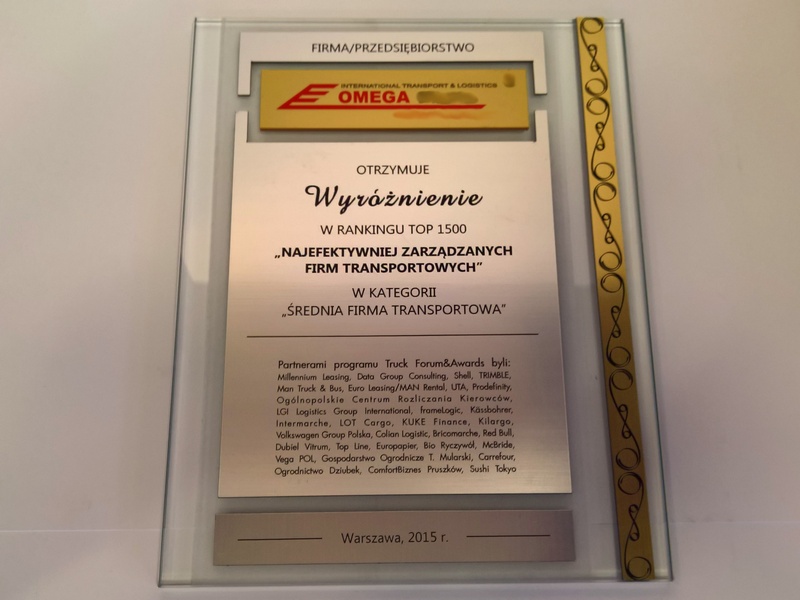 FIRMA/PRZEDSIĘBIORSTWO
INTERNATIONAL TRANSPORT & LOGISTICS
OMEGA
OTRZYMUJE
Wyróżnienie
W RANKINGU TOP 1500
„NAJEFEKTYWNIEJ ZARZĄDZANYCH
FIRM TRANSPORTOWYCH”
W KATEGORII
„ŚREDNIA FIRMA TRANSPORTOWA”
Partnerami programu Truck Forum&Awards byli:
Millennium Leasing, Data Group Consulting, Shell, TRIMBLE,
Man Truck & Bus, Euro Leasing/MAN Rental, UTA, Prodefinity,
Ogólnopolskie Centrum Rozliczania Kierowców,
LGI Logistics Group International, frameLogic, Kässbohrer,
Intermarche, LOT Cargo, KUKE Finance, Kilargo,
Volkswagen Group Polska, Colian Logistic, Bricomarche, Red Bull,
Dubiel Vitrum, Top Line, Europapier, Bio Ryczywół, McBride,
Vega POL, Gospodarstwo Ogrodnicze T. Mularski, Carrefour,
Ogrodnictwo Dziubek, ComfortBiznes Pruszków, Sushi Tokyo
Warszawa, 2015 r.